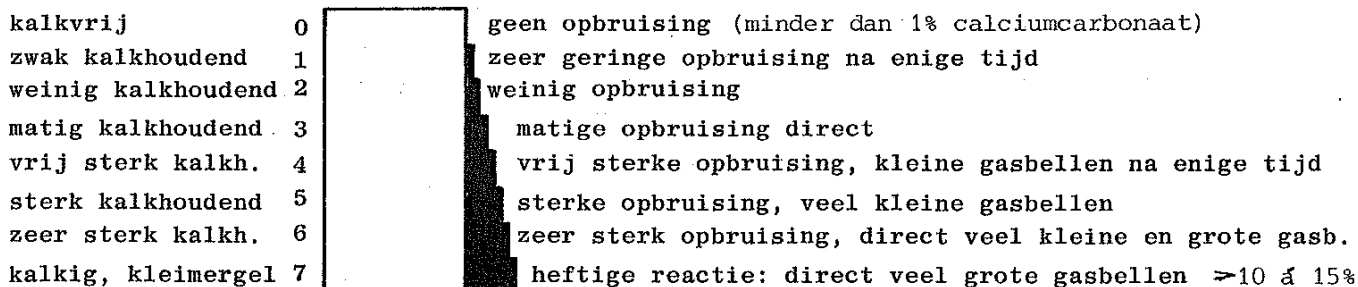 kalkvrij 0 geen opbruising (minder dan 1% calciumcarbonaat)
zwak kalkhoudend 1 zeer geringe opbruising na enige tijd
weinig kalkhoudend 2 weinig opbruising
matig kalkhoudend 3 matige opbruising direct
vrij sterk kalkh. 4 vrij sterke opbruising, kleine gasbellen na enige tijd
sterk kalkhoudend 5 sterke opbruising, veel kleine gasbellen
zeer sterk kalkh. 6 zeer sterk opbruising, direct veel kleine en grote gasb.
kalkig, kleimergel 7 heftige reactie: direct veel grote gasbellen >10 á 15%